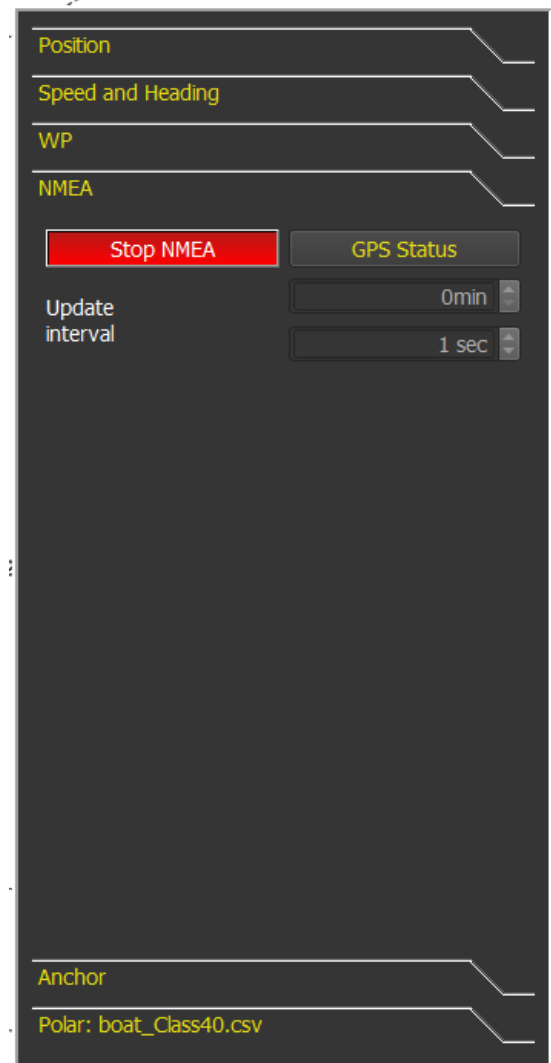 Position
Speed and Heading
WP
NMEA
Stop NMEA GPS Status
Update
interval
0min
1 sec
Anchor
Polar: boat_Class40.csv